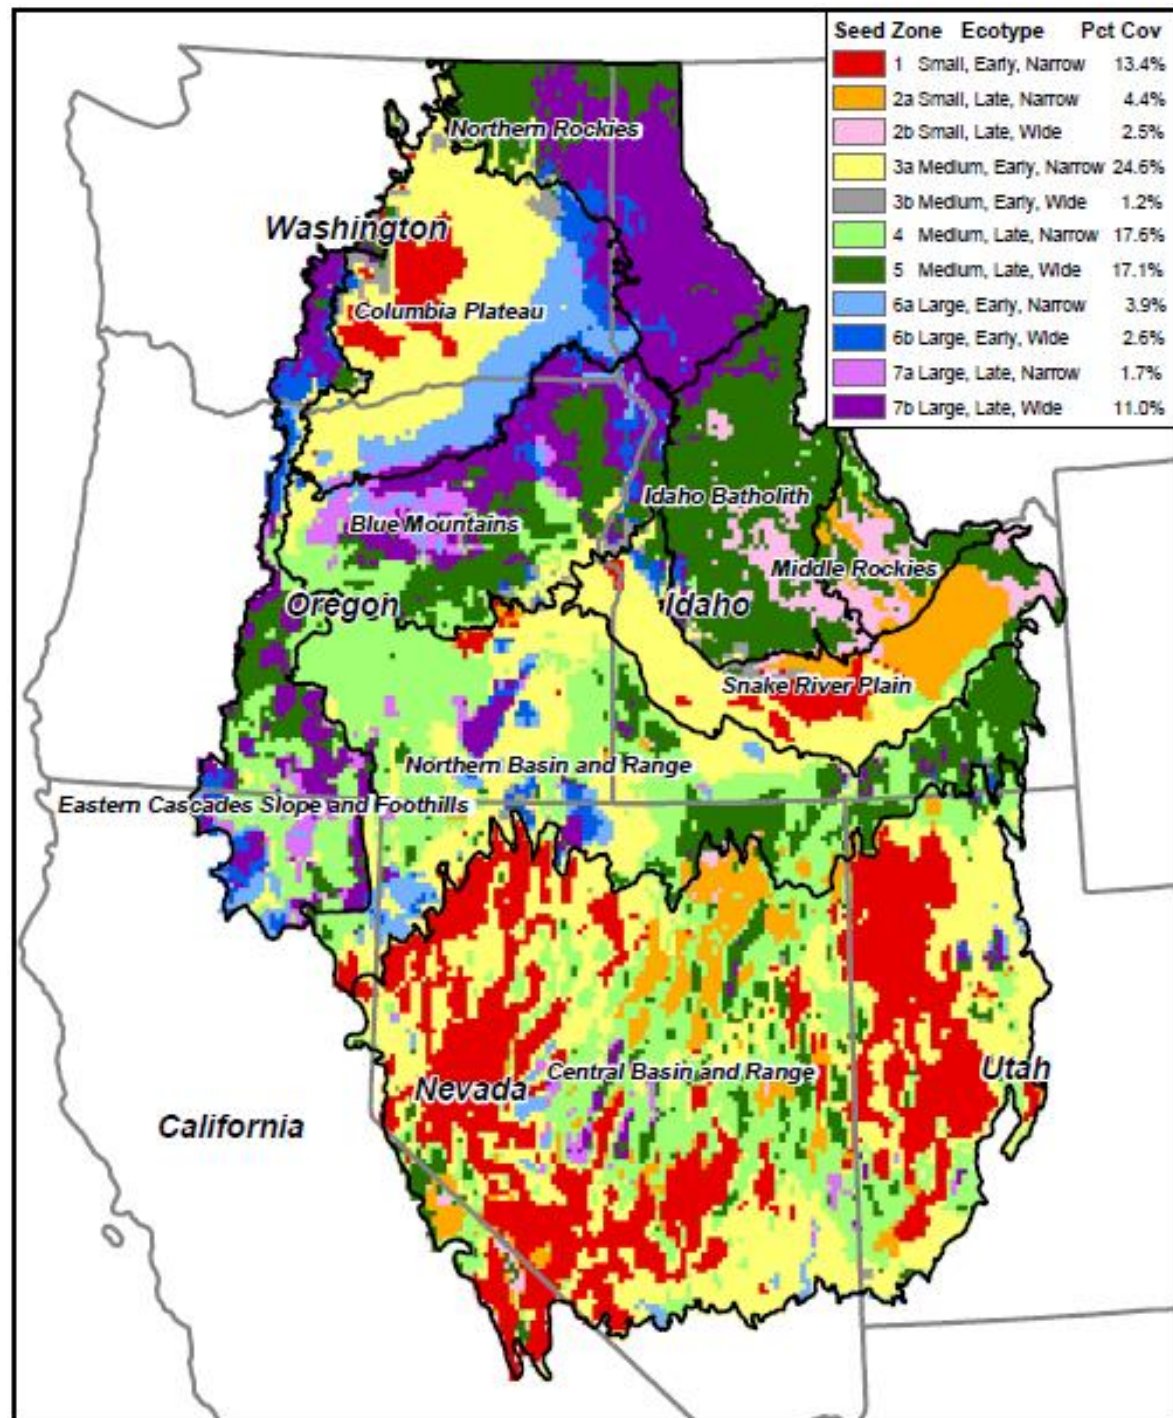 Seed Zone Ecotype Pct Cov
1 Small, Early, Narrow 13.4%
2a Small, Late, Narrow 4.4%
2b Small, Late, Wide 2.5%
3a Medium, Early, Narrow 24.6%
3b Medium, Early, Wide 1.2%
4 Medium, Late, Narrow 17.6%
5 Medium, Late, Wide 17.1%
6a Large, Early, Narrow 3.9%
6b Large, Early, Wide 2.6%
7a Large, Late, Narrow 1.7%
7b Large, Late, Wide 11.0%
Northern Rockies
Washington
Columbia Plateau
Idaho Batholith
Blue Mountains
Middle Rockies
Oregon
Idaho
Snake River Plain
Northern Basin and Range
Eastern Cascades Slope and Foothills
Central Basin and Range
Utah
Nevada
California